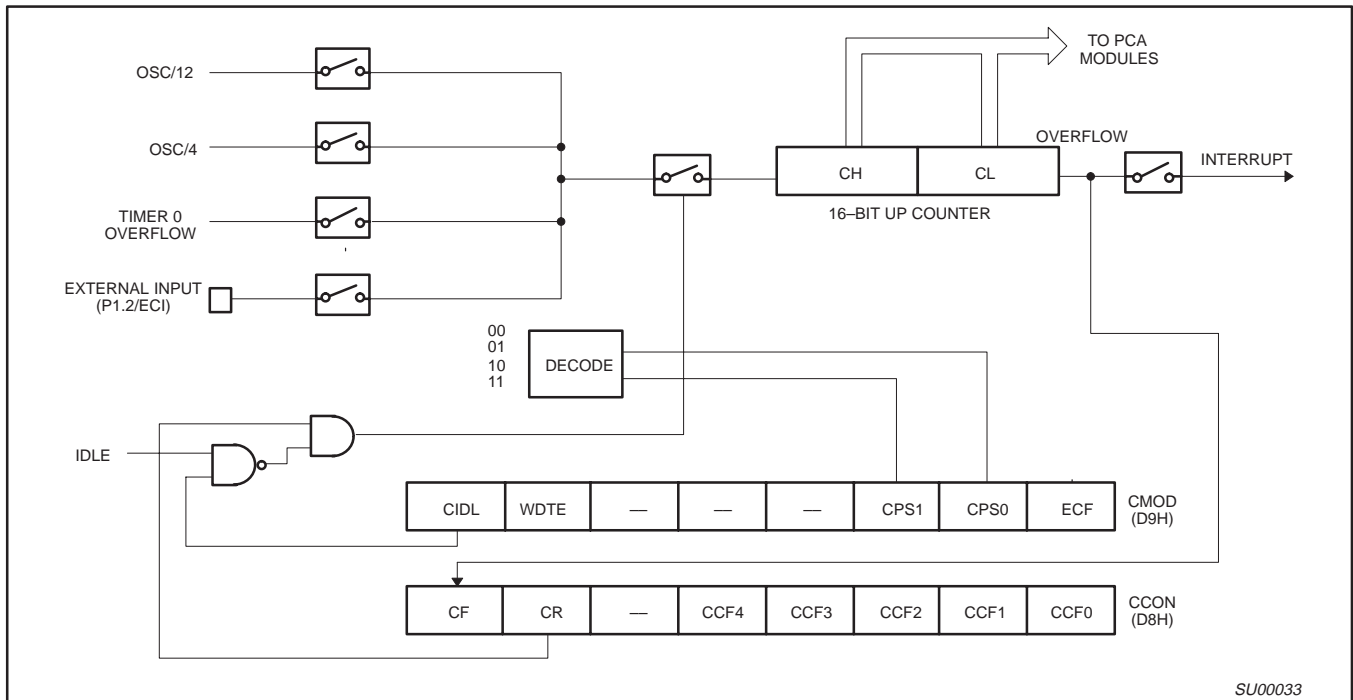 OSC/12
OSC/4
TIMER 0
OVERFLOW
EXTERNAL INPUT
(P1.2/ECI)
TO PCA
MODULES
OVERFLOW
CH
CL
INTERRUPT
16–BIT UP COUNTER
00
01
10
11
DECODE
IDLE
CIDL WDTE –– –– –– CPS1 CPS0 ECF
CMOD
(D9H)
CF CR –– CCF4 CCF3 CCF2 CCF1 CCF0
CCON
(D8H)
SU00033